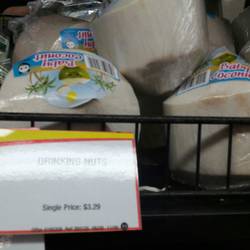 coconut
Baby
Baby
Coconut
DRINKING NUTS
Single Price: $3.29